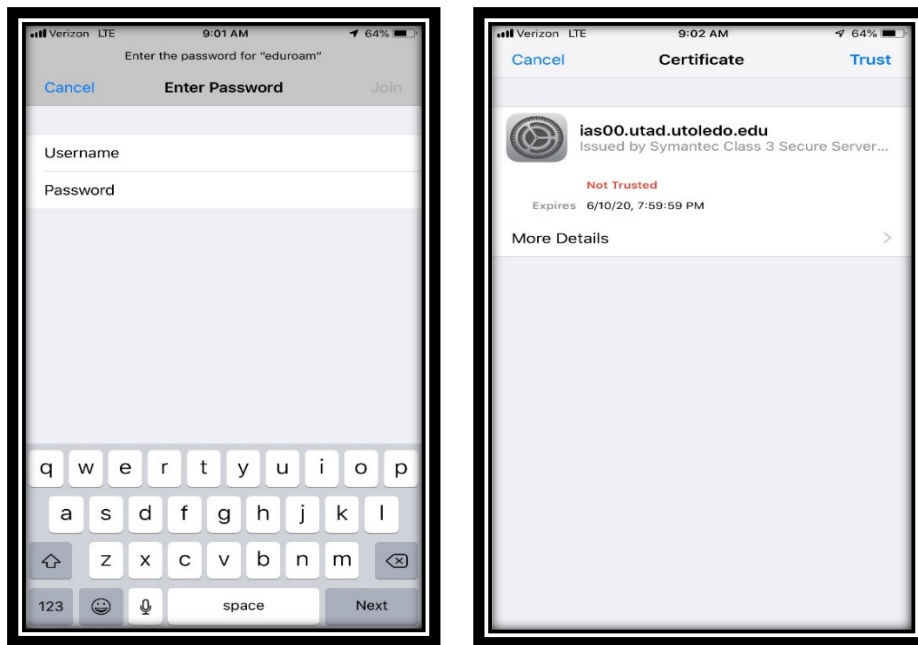 Verizon LTE 9:01 AM 64%
Enter the password for "eduroam"
Cancel Enter Password Join
Username
Password
q w e r t y u i o p
a s d f g h j k l
z x c v b n m
123 space Next
Verizon LTE 9:02 AM 64%
Cancel Certificate Trust
ias00.utad.utoledo.edu
Issued by Symantec Class 3 Secure Server...
Not Trusted
Expires 6/10/20, 7:59:59 PM
More Details